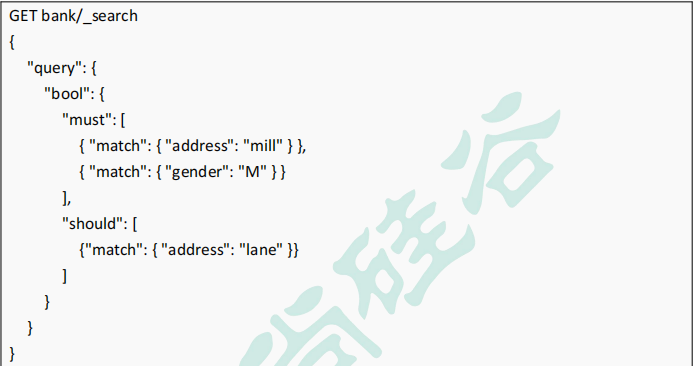 GET bank/_search
{
"query": {
"bool": {
"must": [
{ "match": { "address": "mill" } },
{ "match": { "gender": "M" } }
],
"should": [
{"match": { "address": "lane" }}
]
}
}
}
尚硅谷